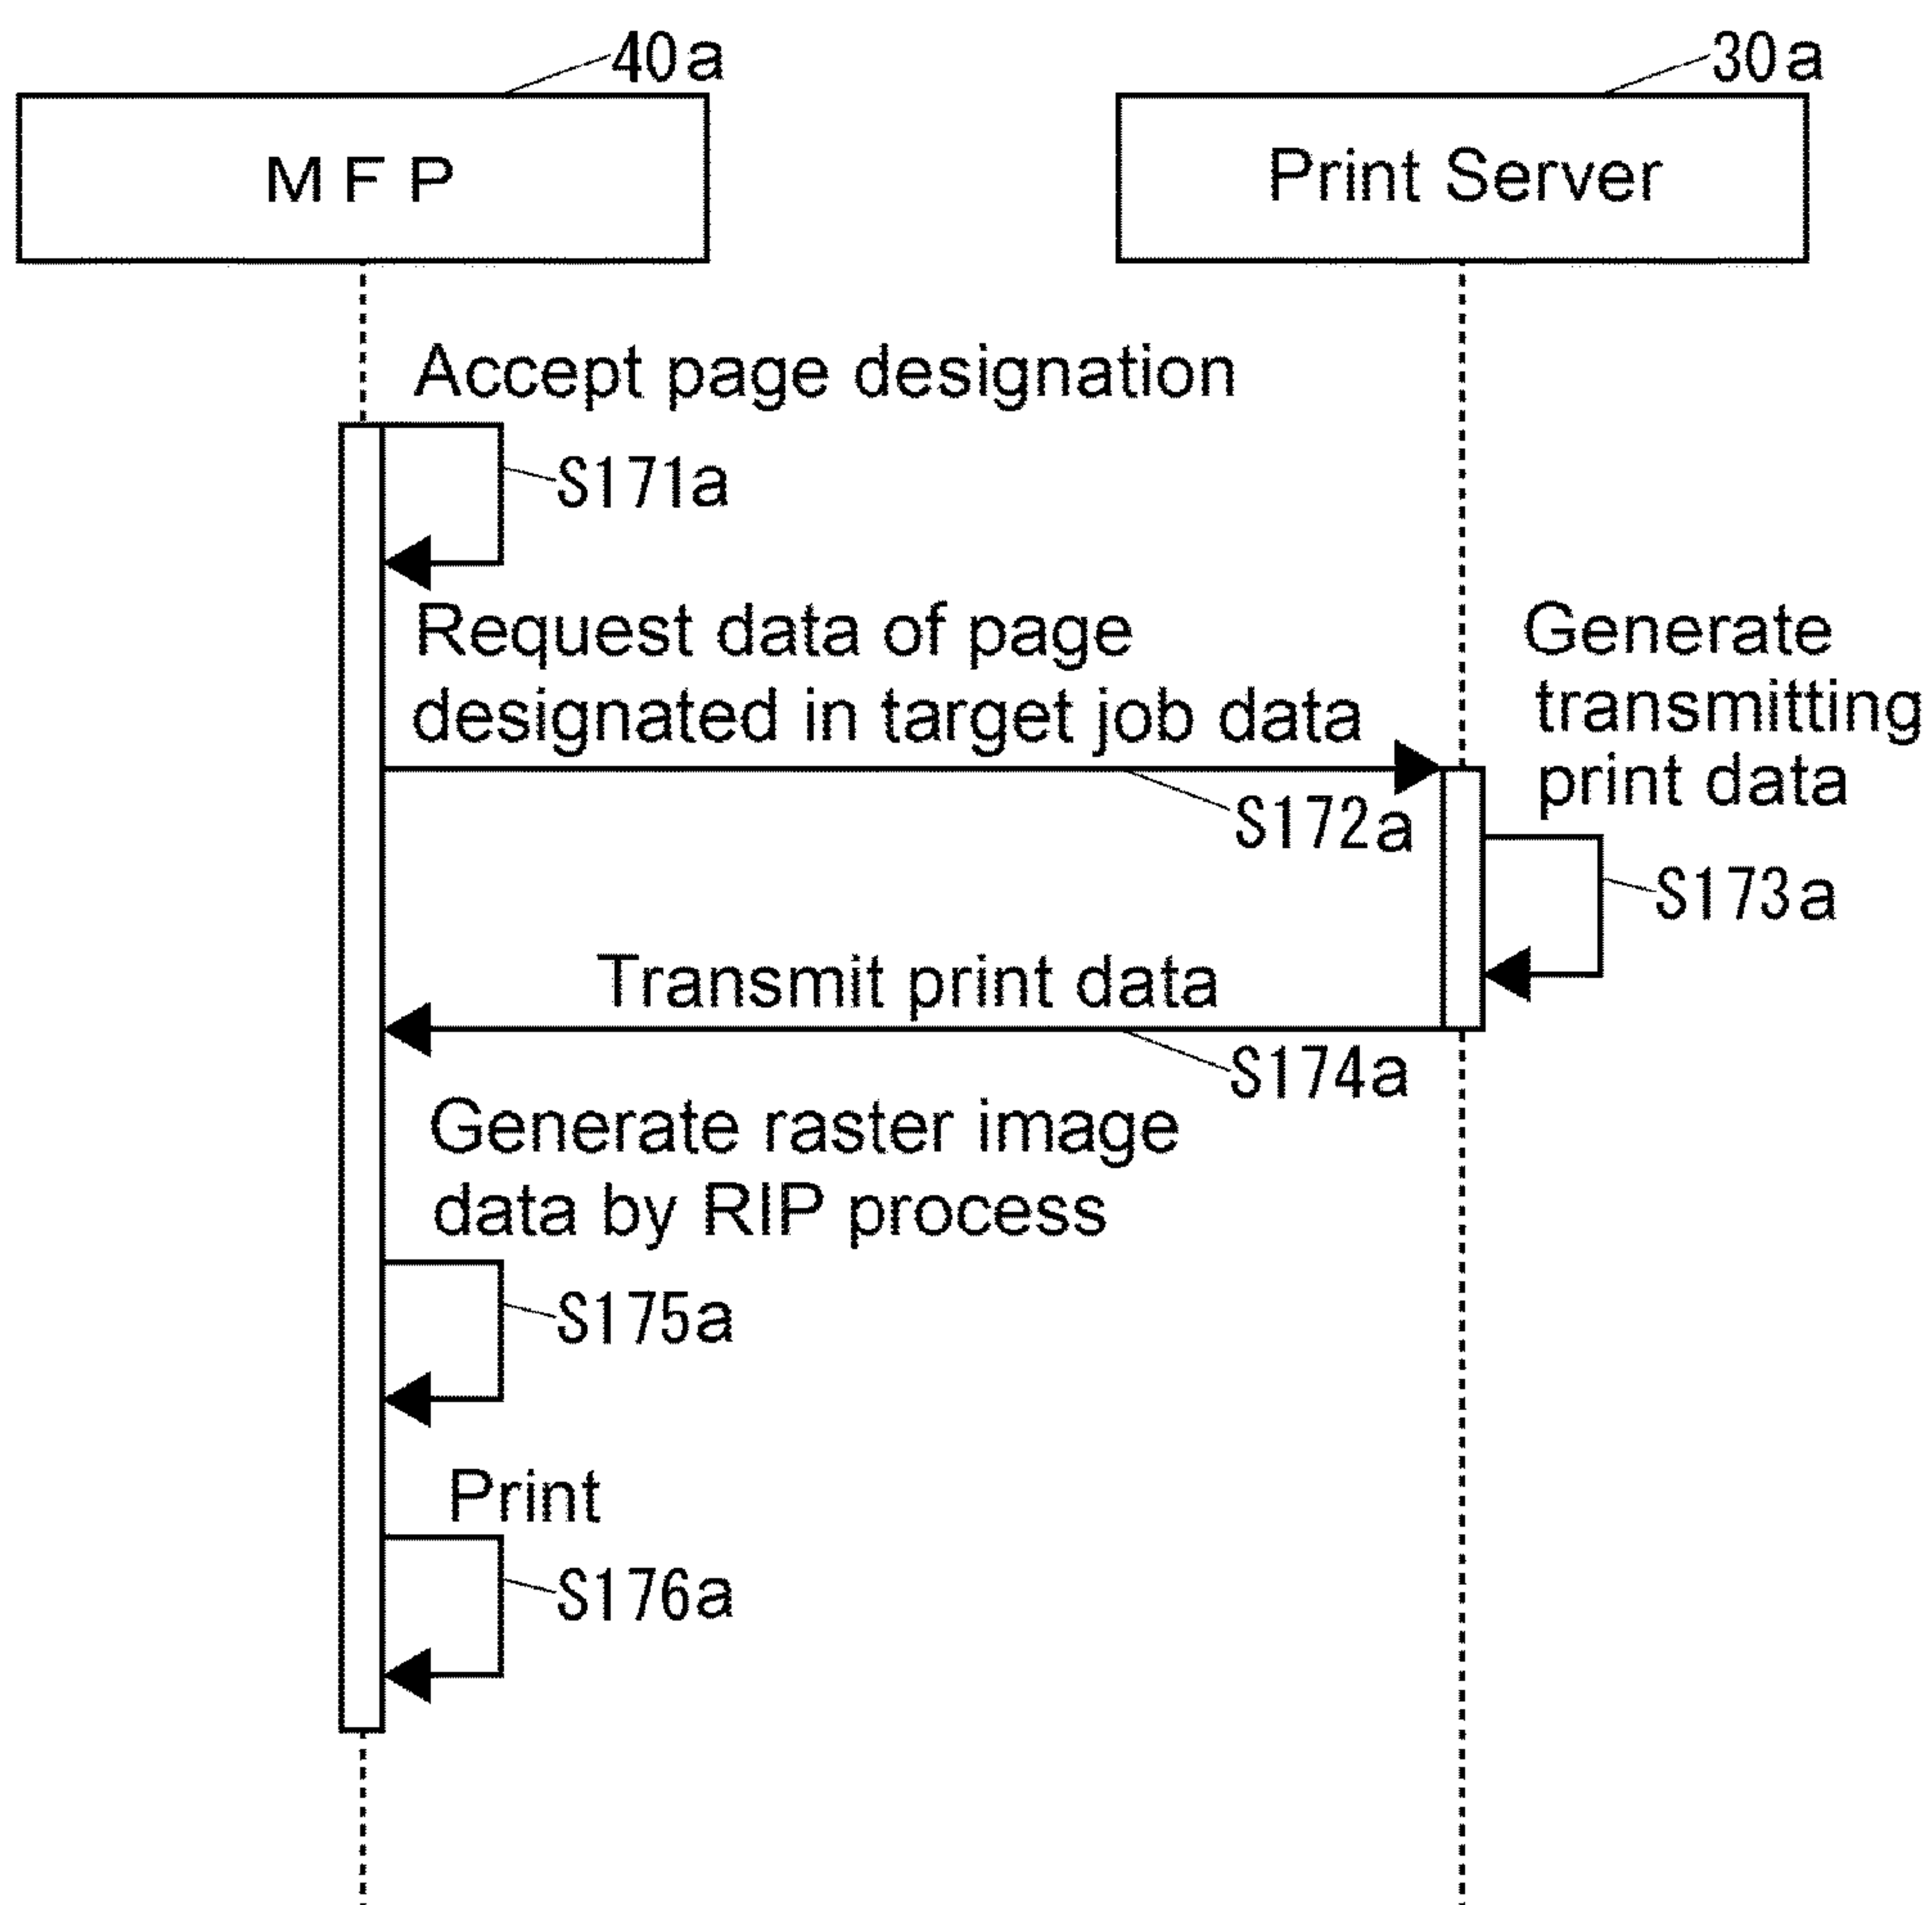 40a
30a
M F P
Print Server
Accept page designation
S171a
Request data of page
designated in target job data
Generate
transmitting
print data
S172a
S173a
Transmit print data
S174a
Generate raster image
data by RIP process
S175a
Print
S176a